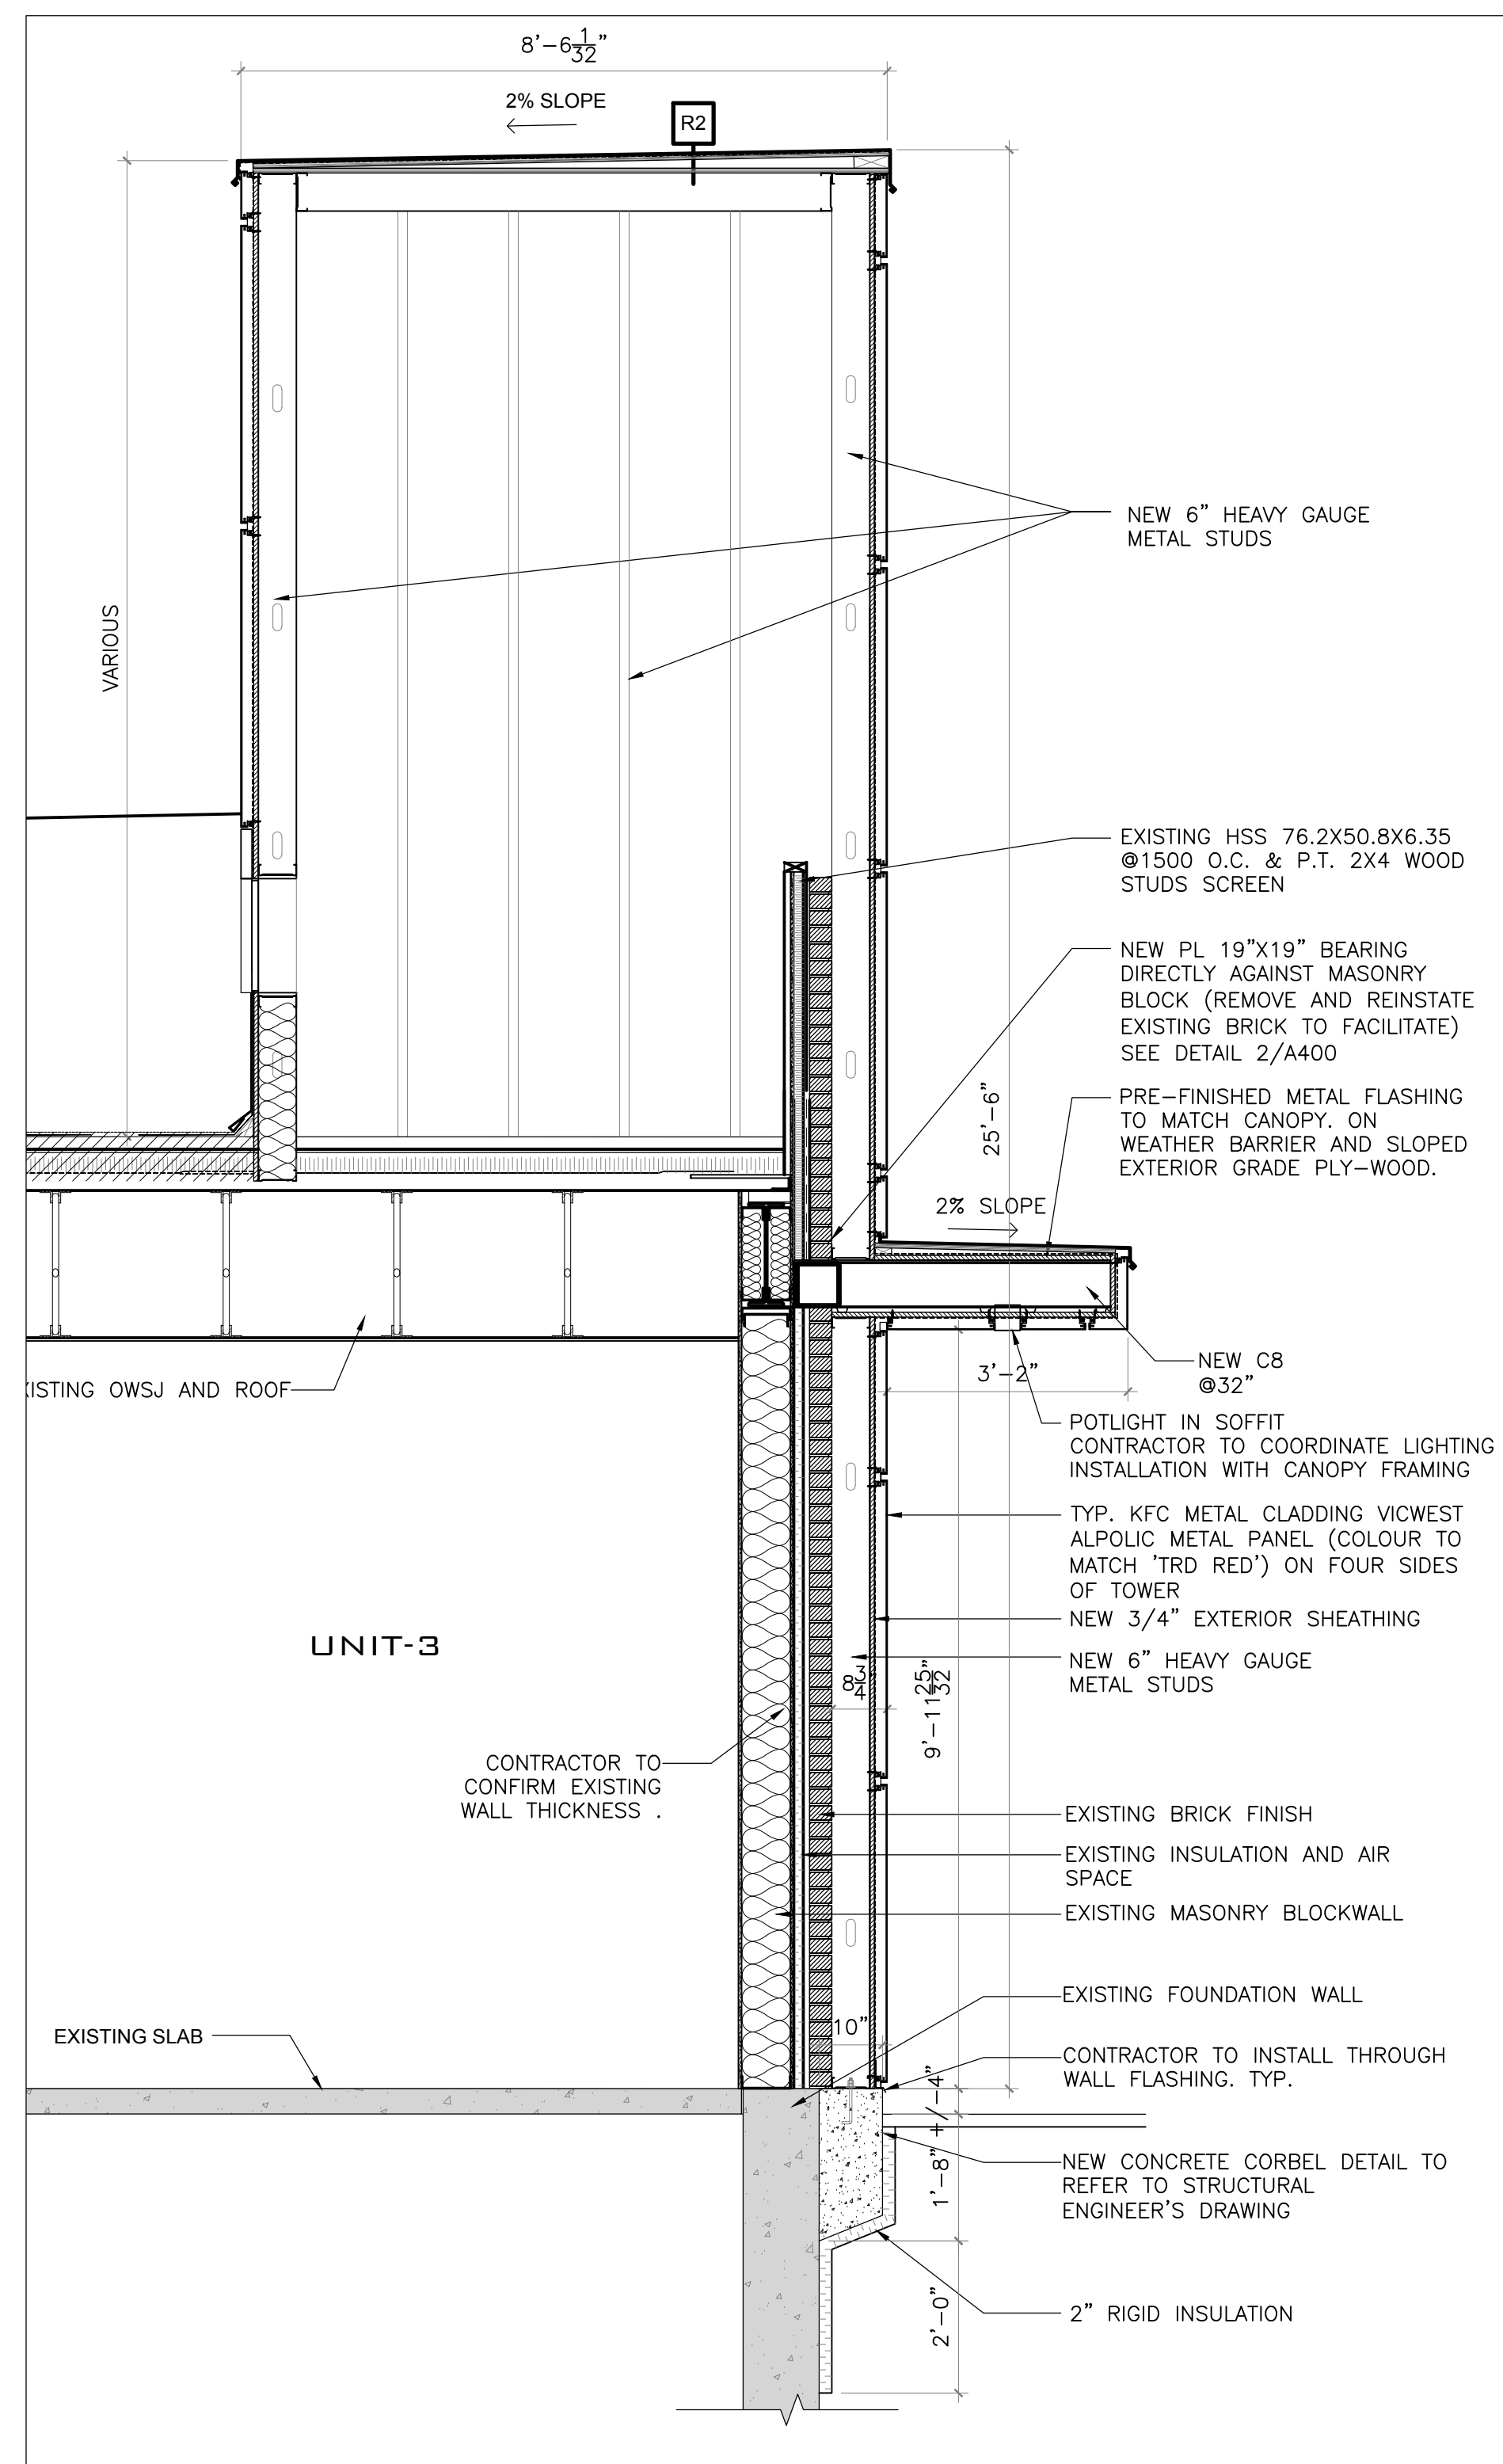 8'-6 1/32"
2% SLOPE
R2
VARIOUS
NEW 6" HEAVY GAUGE
METAL STUDS
EXISTING HSS 76.2X50.8X6.35
@1500 O.C. & P.T. 2X4 WOOD
STUDS SCREEN
NEW PL 19"X19" BEARING
DIRECTLY AGAINST MASONRY
BLOCK (REMOVE AND REINSTATE
EXISTING BRICK TO FACILITATE)
SEE DETAIL 2/A400
25'-6"
PRE-FINISHED METAL FLASHING
TO MATCH CANOPY. ON
WEATHER BARRIER AND SLOPED
EXTERIOR GRADE PLY-WOOD.
2% SLOPE
NEW C8
@32"
3'-2"
ISTING OWSJ AND ROOF
POTLIGHT IN SOFFIT
CONTRACTOR TO COORDINATE LIGHTING
INSTALLATION WITH CANOPY FRAMING
TYP. KFC METAL CLADDING VICWEST
ALPOLIC METAL PANEL (COLOUR TO
MATCH 'TRD RED') ON FOUR SIDES
OF TOWER
NEW 3/4" EXTERIOR SHEATHING
UNIT-3
NEW 6" HEAVY GAUGE
METAL STUDS
8 3/4"
9'-11 25/32"
CONTRACTOR TO
CONFIRM EXISTING
WALL THICKNESS .
EXISTING BRICK FINISH
EXISTING INSULATION AND AIR
SPACE
EXISTING MASONRY BLOCKWALL
EXISTING FOUNDATION WALL
10"
EXISTING SLAB
CONTRACTOR TO INSTALL THROUGH
WALL FLASHING. TYP.
+/-4"
1'-8"
NEW CONCRETE CORBEL DETAIL TO
REFER TO STRUCTURAL
ENGINEER'S DRAWING
2'-0"
2" RIGID INSULATION